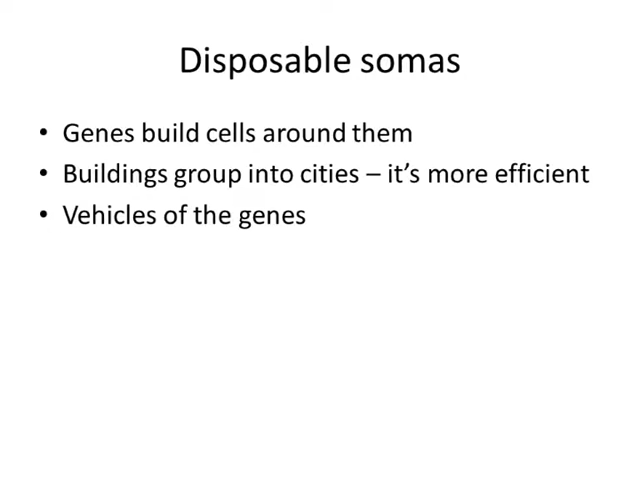 Disposable somas
• Genes build cells around them
• Buildings group into cities – it’s more efficient
• Vehicles of the genes